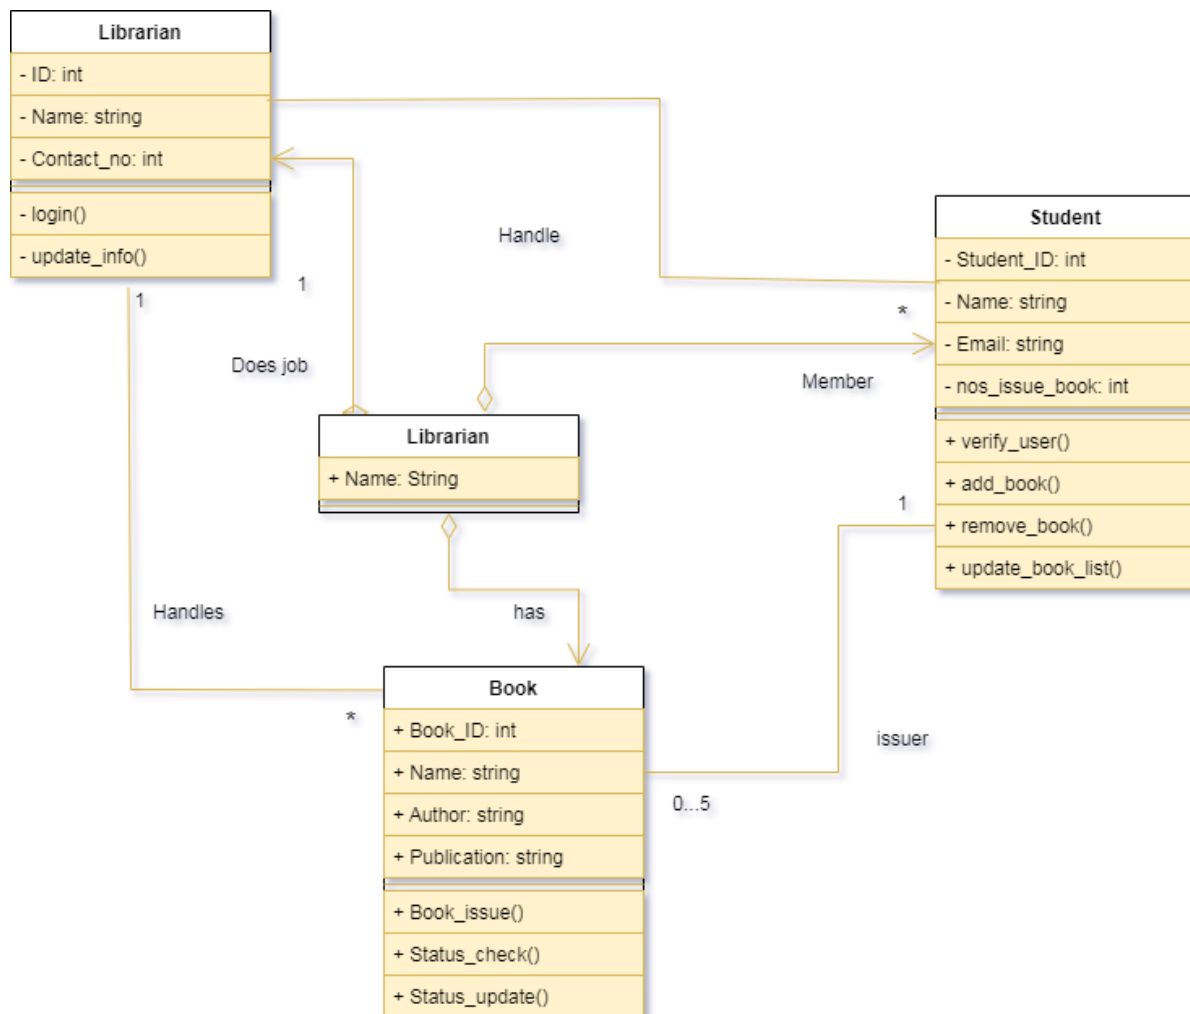 Librarian
- ID: int
- Name: string
- Contact_no: int
- login()
- update_info()
Handle
Student
- Student_ID: int
- Name: string
- Email: string
- nos_issue_book: int
+ verify_user()
+ add_book()
+ remove_book()
+ update_book_list()
1
1
*
Does job
Member
Librarian
+ Name: String
1
Handles
has
*
issuer
0...5
Book
+ Book_ID: int
+ Name: string
+ Author: string
+ Publication: string
+ Book_issue()
+ Status_check()
+ Status_update()